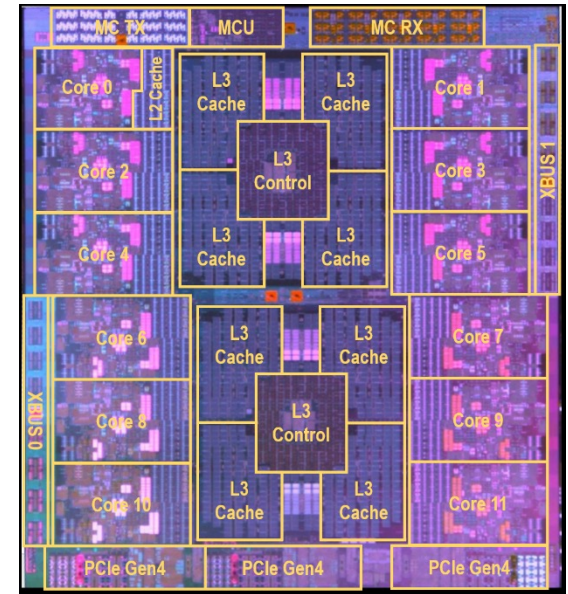 MC TX
MCU
MC RX
Core 0
L2 Cache
L3
Cache
L3
Cache
Core 1
XBUS 1
Core 2
L3
Control
Core 3
Core 4
L3
Cache
L3
Cache
Core 5
XBUS 0
Core 6
L3
Cache
L3
Cache
Core 7
Core 8
L3
Control
Core 9
Core 10
L3
Cache
L3
Cache
Core 11
PCIe Gen4
PCIe Gen4
PCIe Gen4